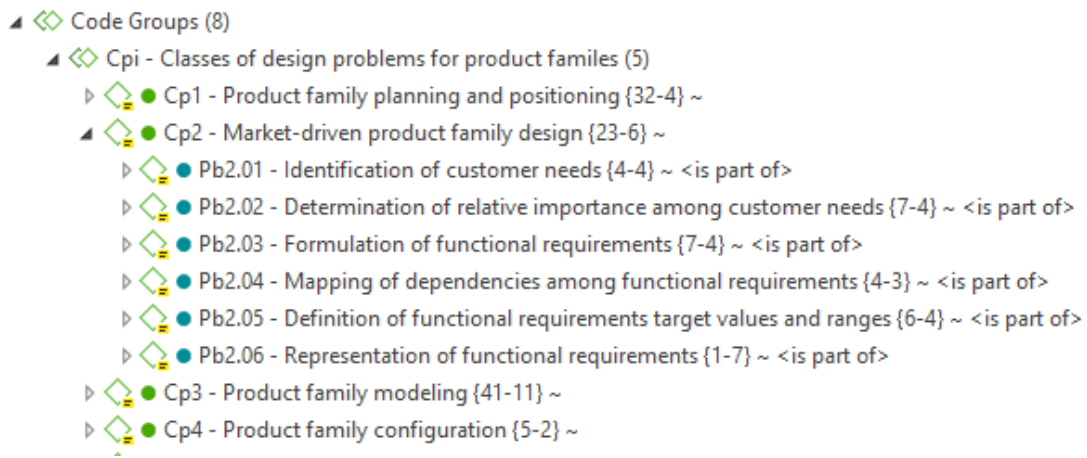 Code Groups (8)
Cpi - Classes of design problems for product familes (5)
Cp1 - Product family planning and positioning {32-4} ~
Cp2 - Market-driven product family design {23-6} ~
Pb2.01 - Identification of customer needs {4-4} ~ <is part of>
Pb2.02 - Determination of relative importance among customer needs {7-4} ~ <is part of>
Pb2.03 - Formulation of functional requirements {7-4} ~ <is part of>
Pb2.04 - Mapping of dependencies among functional requirements {4-3} ~ <is part of>
Pb2.05 - Definition of functional requirements target values and ranges {6-4} ~ <is part of>
Pb2.06 - Representation of functional requirements {1-7} ~ <is part of>
Cp3 - Product family modeling {41-11} ~
Cp4 - Product family configuration {5-2} ~